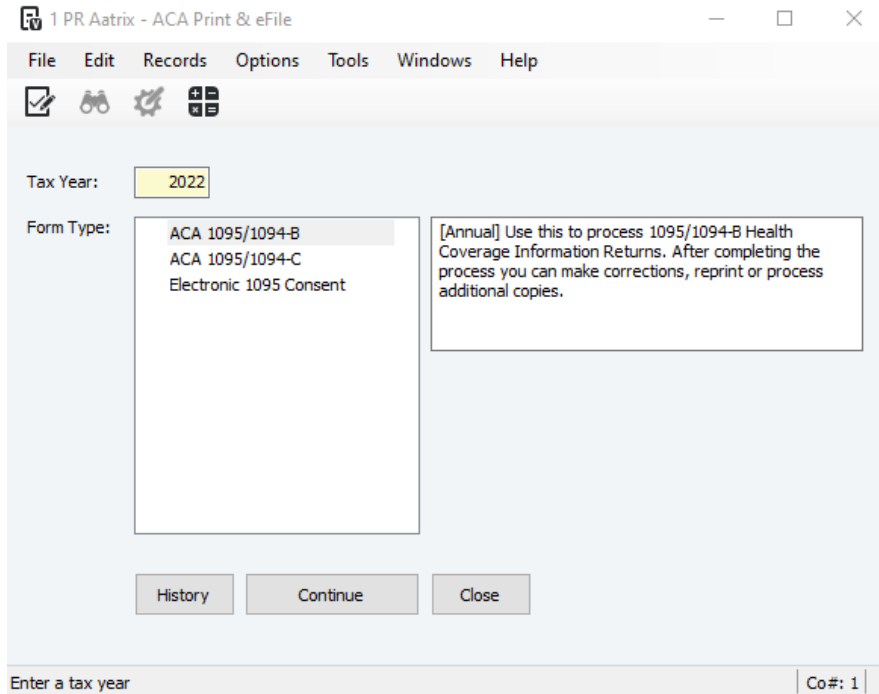 1 PR Aatrix - ACA Print & eFile
File Edit Records Options Tools Windows Help
Tax Year: 2022
Form Type:
ACA 1095/1094-B
ACA 1095/1094-C
Electronic 1095 Consent
[Annual] Use this to process 1095/1094-B Health
Coverage Information Returns. After completing the
process you can make corrections, reprint or process
additional copies.
History Continue Close
Enter a tax year Co#: 1